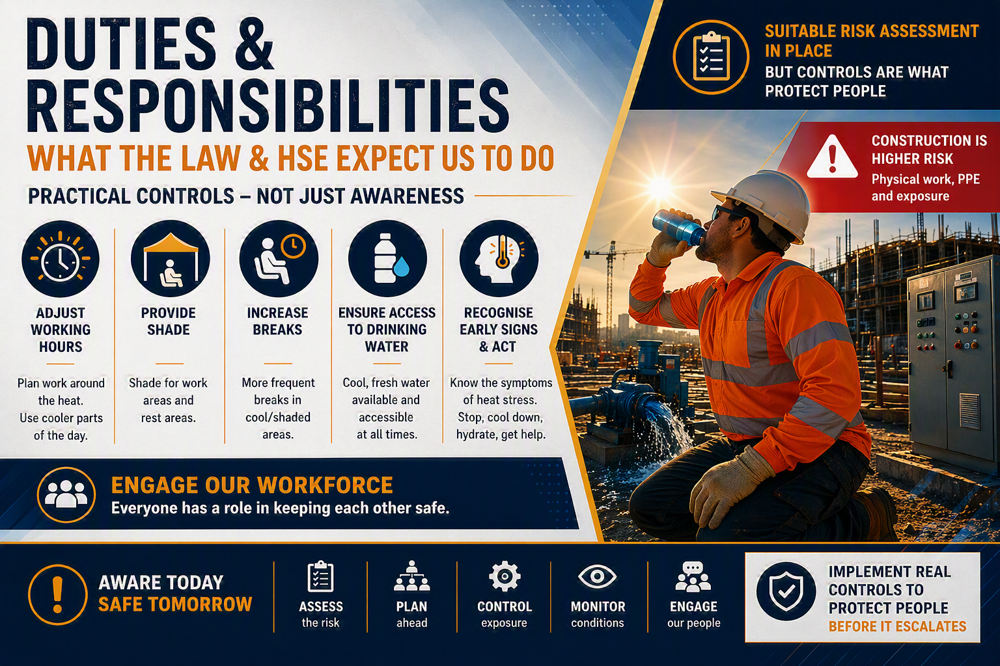 DUTIES &
RESPONSIBILITIES
WHAT THE LAW & HSE EXPECT US TO DO
PRACTICAL CONTROLS – NOT JUST AWARENESS
ADJUST
WORKING
HOURS
Plan work around
the heat.
Use cooler parts
of the day.
PROVIDE
SHADE
Shade for work
areas and
rest areas.
INCREASE
BREAKS
More frequent
breaks in
cool/shaded
areas.
ENSURE ACCESS
TO DRINKING
WATER
Cool, fresh water
available and
accessible
at all times.
RECOGNISE
EARLY SIGNS
& ACT
Know the symptoms
of heat stress.
Stop, cool down,
hydrate, get help.
SUITABLE RISK ASSESSMENT
IN PLACE
BUT CONTROLS ARE WHAT
PROTECT PEOPLE
CONSTRUCTION IS
HIGHER RISK
Physical work, PPE
and exposure
ENGAGE OUR WORKFORCE
Everyone has a role in keeping each other safe.
AWARE TODAY
SAFE TOMORROW
ASSESS
the risk
PLAN
ahead
CONTROL
exposure
MONITOR
conditions
ENGAGE
our people
IMPLEMENT REAL
CONTROLS TO
PROTECT PEOPLE
BEFORE IT ESCALATES